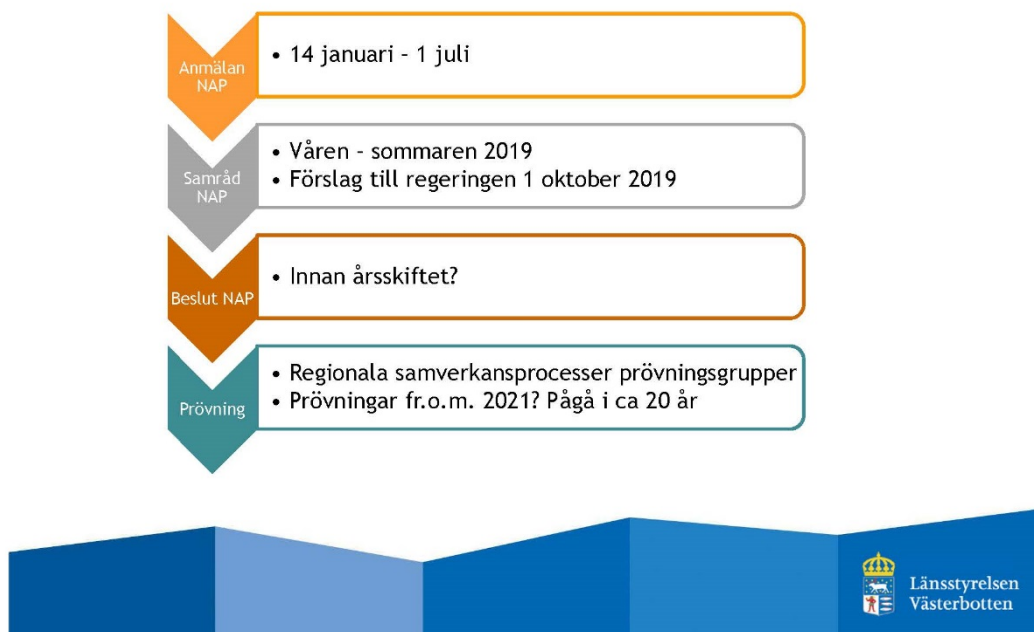 Anmälan
NAP
• 14 januari – 1 juli
Samråd
NAP
• Våren – sommaren 2019
• Förslag till regeringen 1 oktober 2019
Beslut NAP
• Innan årsskiftet?
Prövning
• Regionala samverkansprocesser prövningsgrupper
• Prövningar fr.o.m. 2021? Pågå i ca 20 år
Länsstyrelsen
Västerbotten